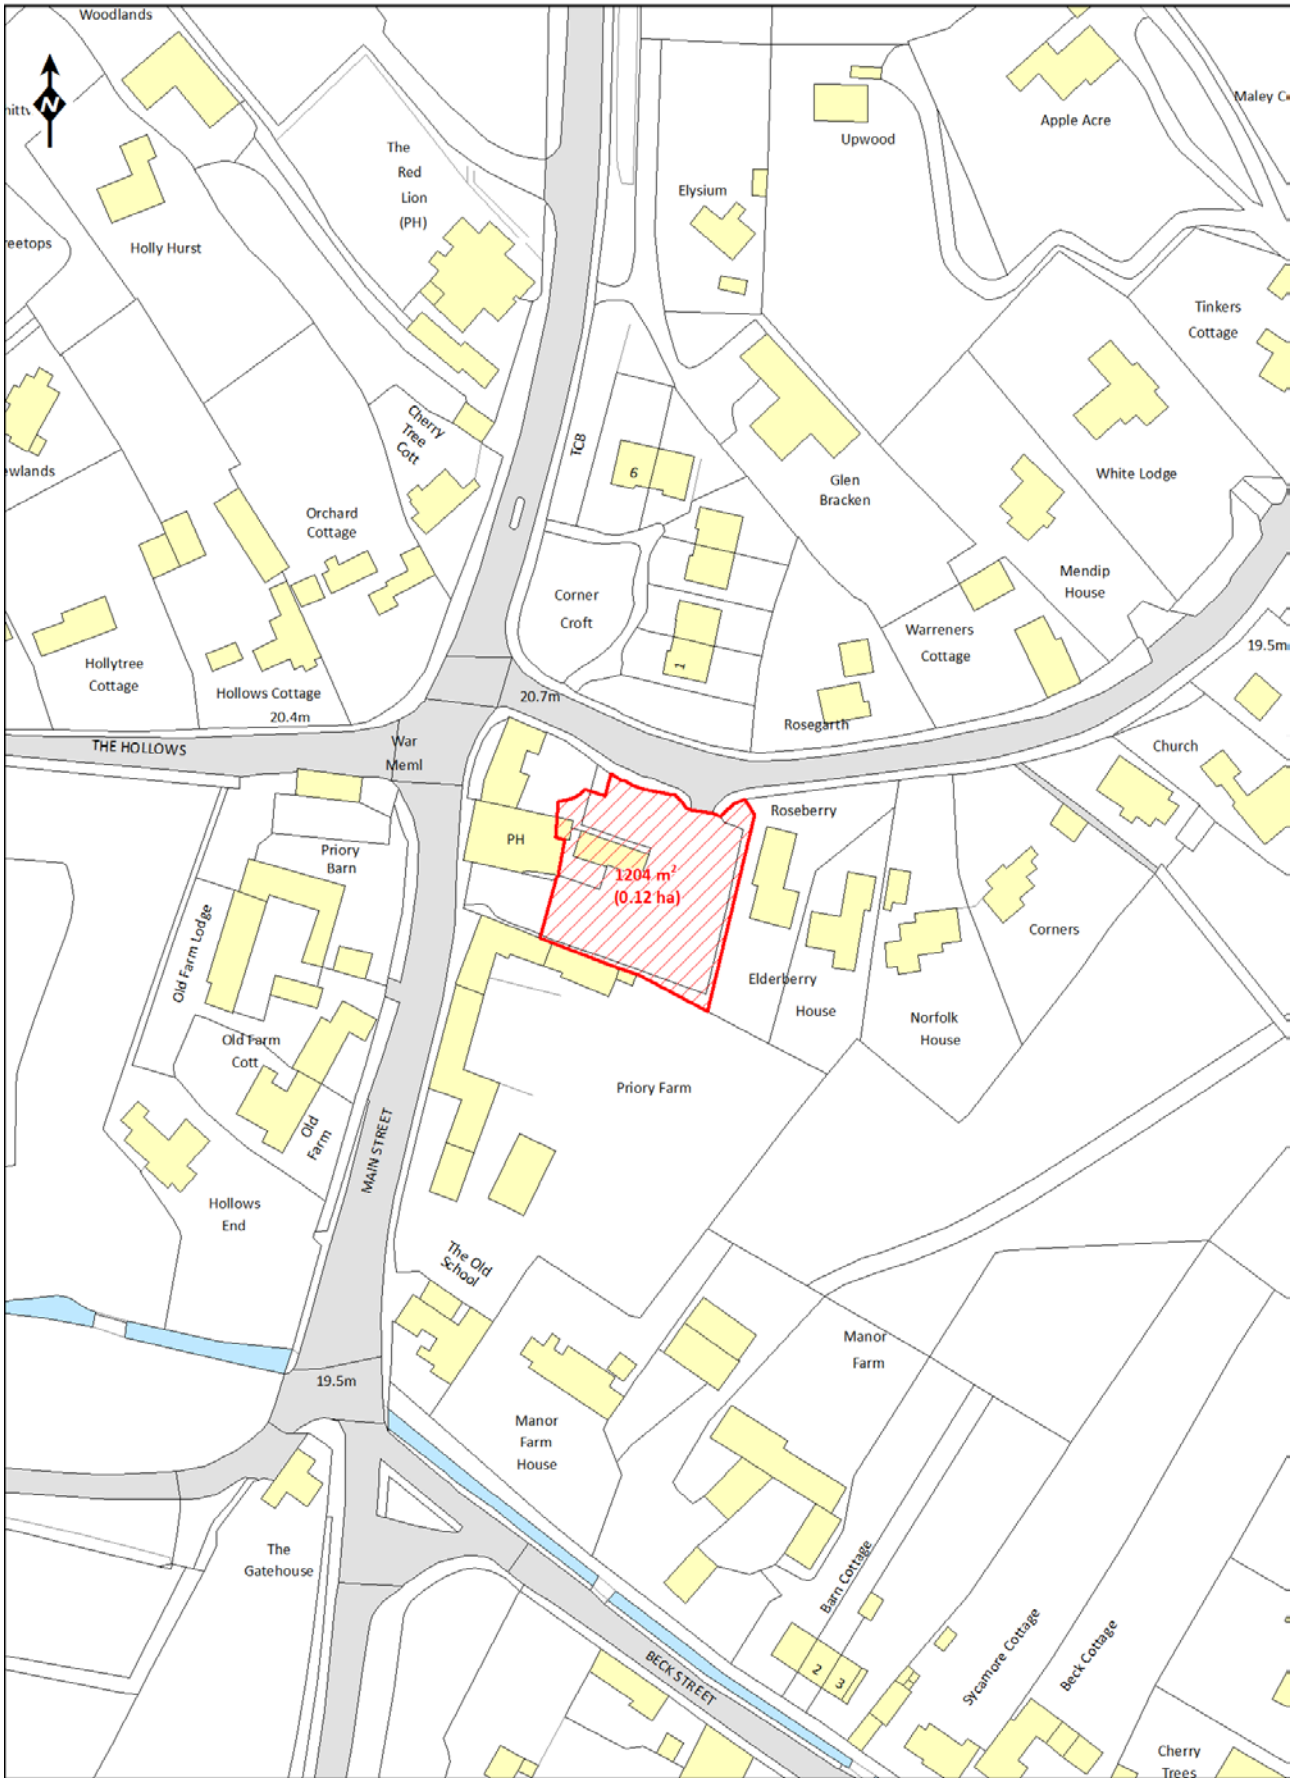 Woodlands
N
Maley C
Apple Acre
Upwood
The
Red
Lion
(PH)
Elysium
Holly Hurst
reetops
Tinkers
Cottage
Cherry
Tree
Cott
TCB
6
White Lodge
ewlands
Glen
Bracken
Orchard
Cottage
Mendip
House
Corner
Croft
Warreners
Cottage
19.5m
Hollytree
Cottage
1
Hollows Cottage
20.4m
20.7m
Rosegarth
THE HOLLOWS
War
Meml
Church
Roseberry
PH
Priory
Barn
1204 m²
(0.12 ha)
Old Farm Lodge
Corners
Elderberry
House
Norfolk
House
Old Farm
Cott
Priory Farm
Old
Farm
MAIN STREET
Hollows
End
The Old
School
Manor
Farm
19.5m
Manor
Farm
House
The
Gatehouse
Barn Cottage
2
3
Sycamore Cottage
Beck Cottage
BECK STREET
Cherry
Trees